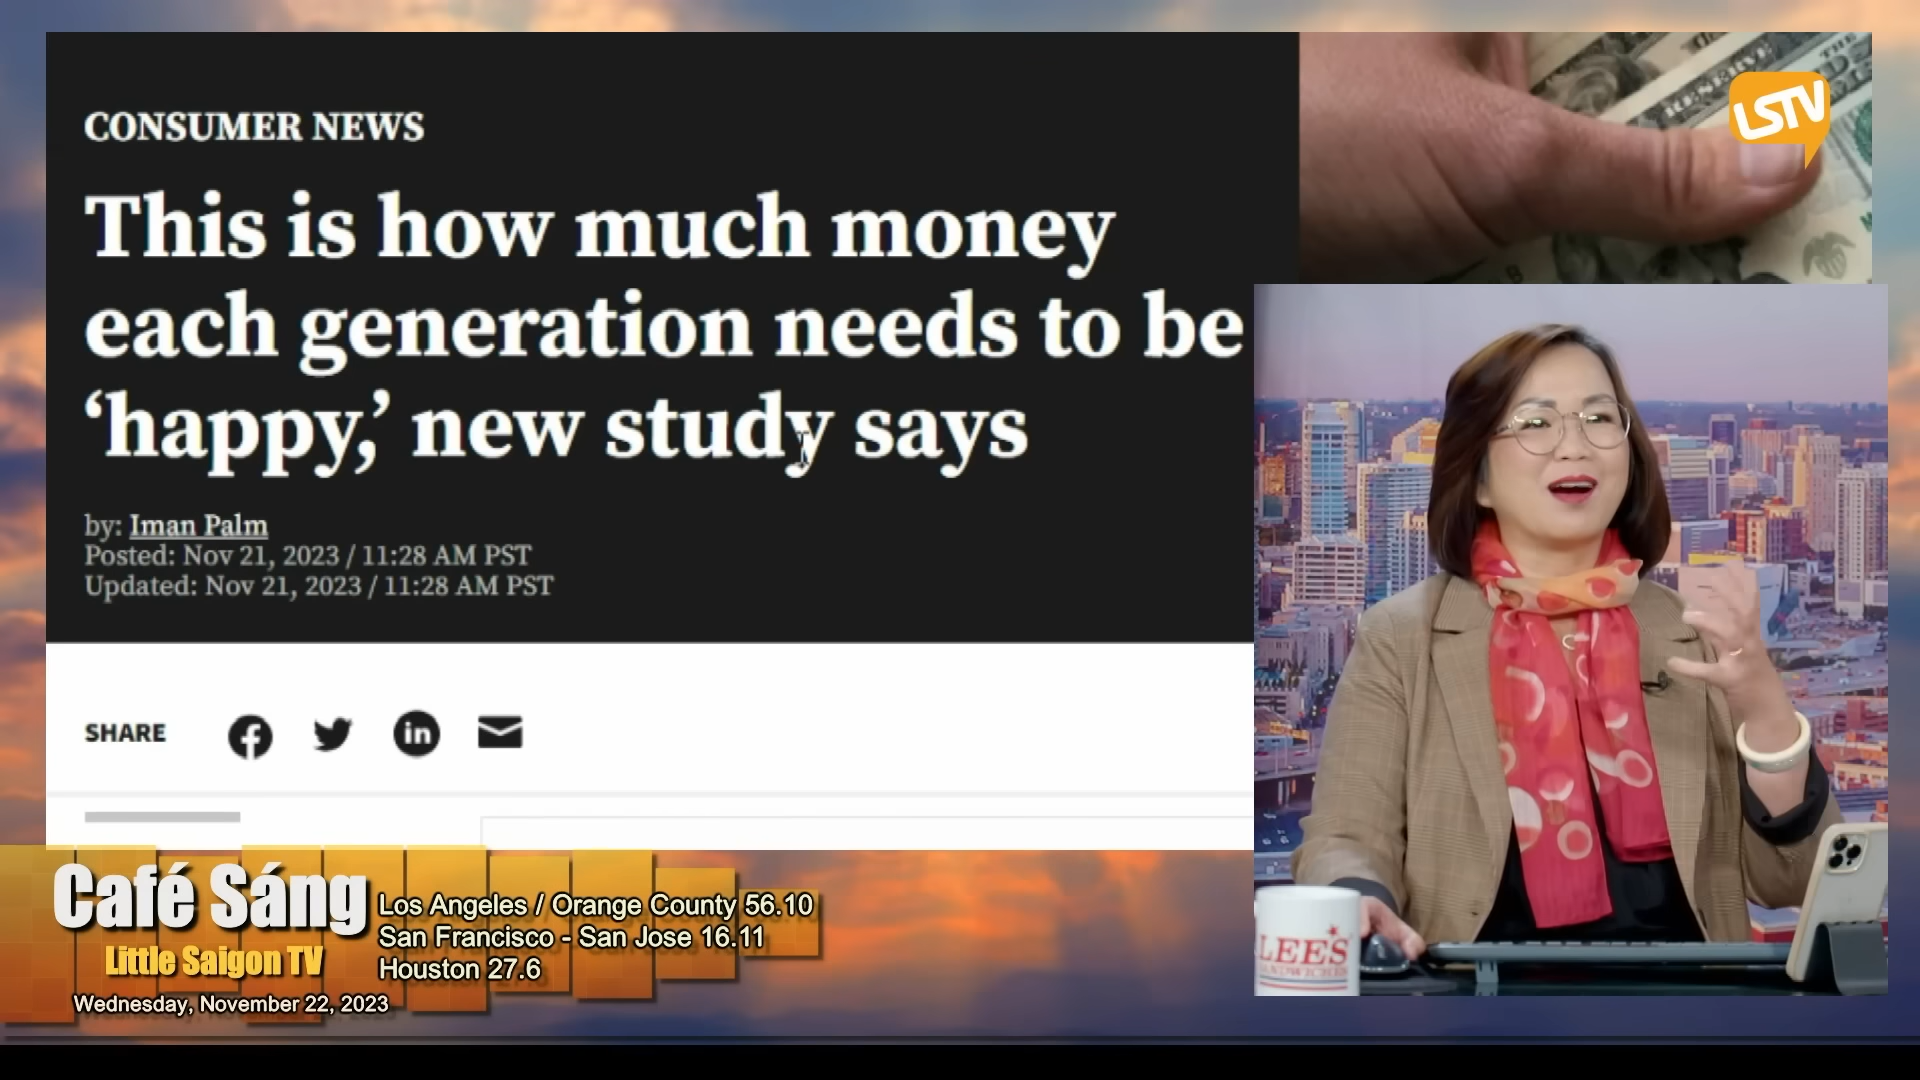 CONSUMER NEWS
This is how much money
each generation needs to be
‘happy,’ new study says
by: Iman Palm
Posted: Nov 21, 2023 / 11:28 AM PST
Updated: Nov 21, 2023 / 11:28 AM PST
SHARE
LSTV
Café Sáng
Little Saigon TV
Wednesday, November 22, 2023
Los Angeles / Orange County 56.10
San Francisco - San Jose 16.11
Houston 27.6
LEE'S